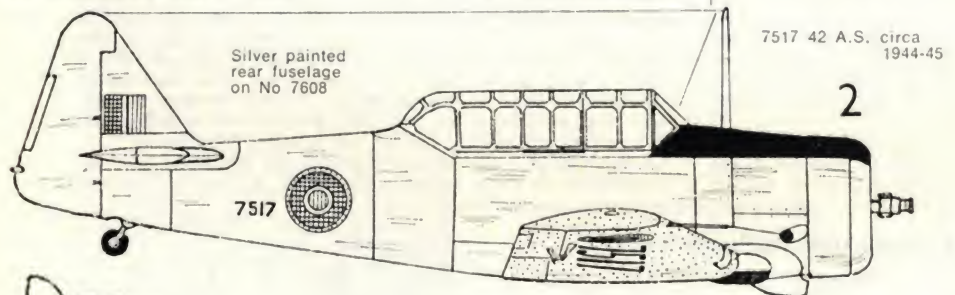 Silver painted
rear fuselage
on No 7608
7517 42 A.S. circa
1944-45
2
7517